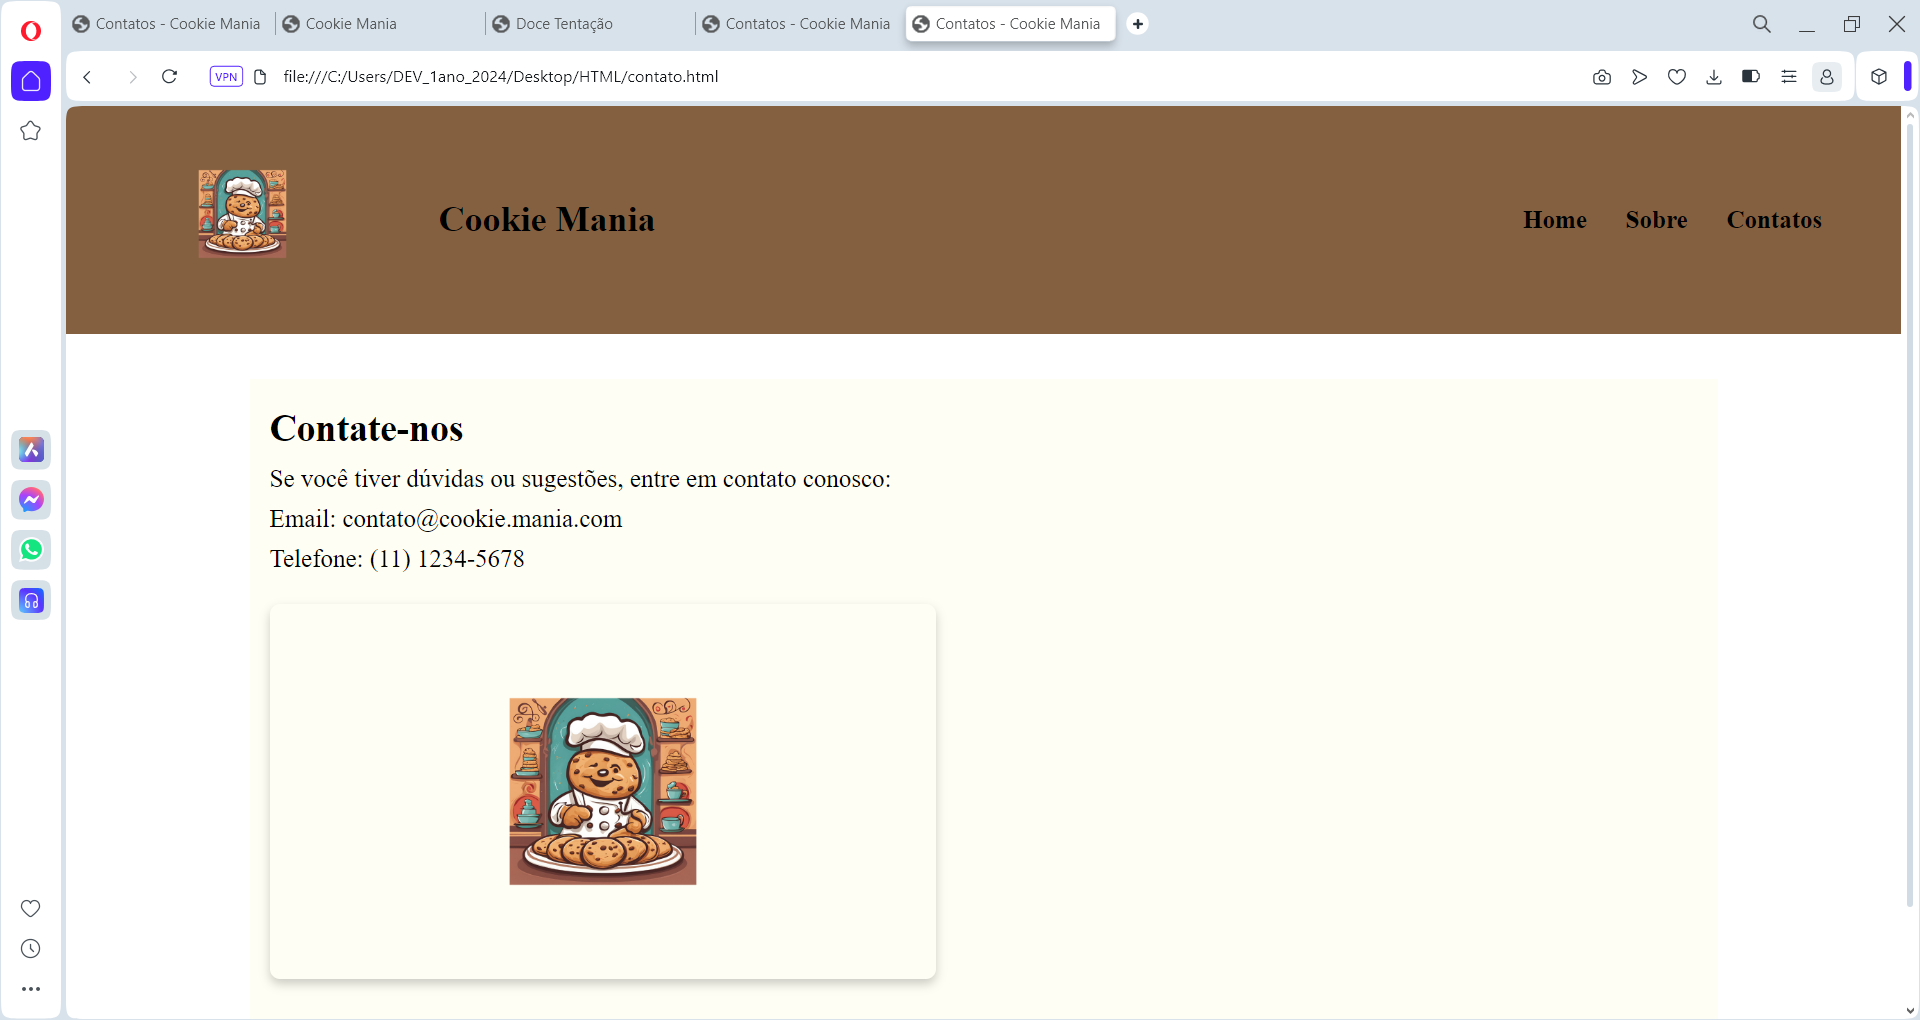 Contatos - Cookie Mania
Cookie Mania
Doce Tentação
Contatos - Cookie Mania
Contatos - Cookie Mania
VPN
file:///C:/Users/DEV_1ano_2024/Desktop/HTML/contato.html
Cookie Mania
Home
Sobre
Contatos
Contate-nos
Se você tiver dúvidas ou sugestões, entre em contato conosco:
Email: contato@cookie.mania.com
Telefone: (11) 1234-5678